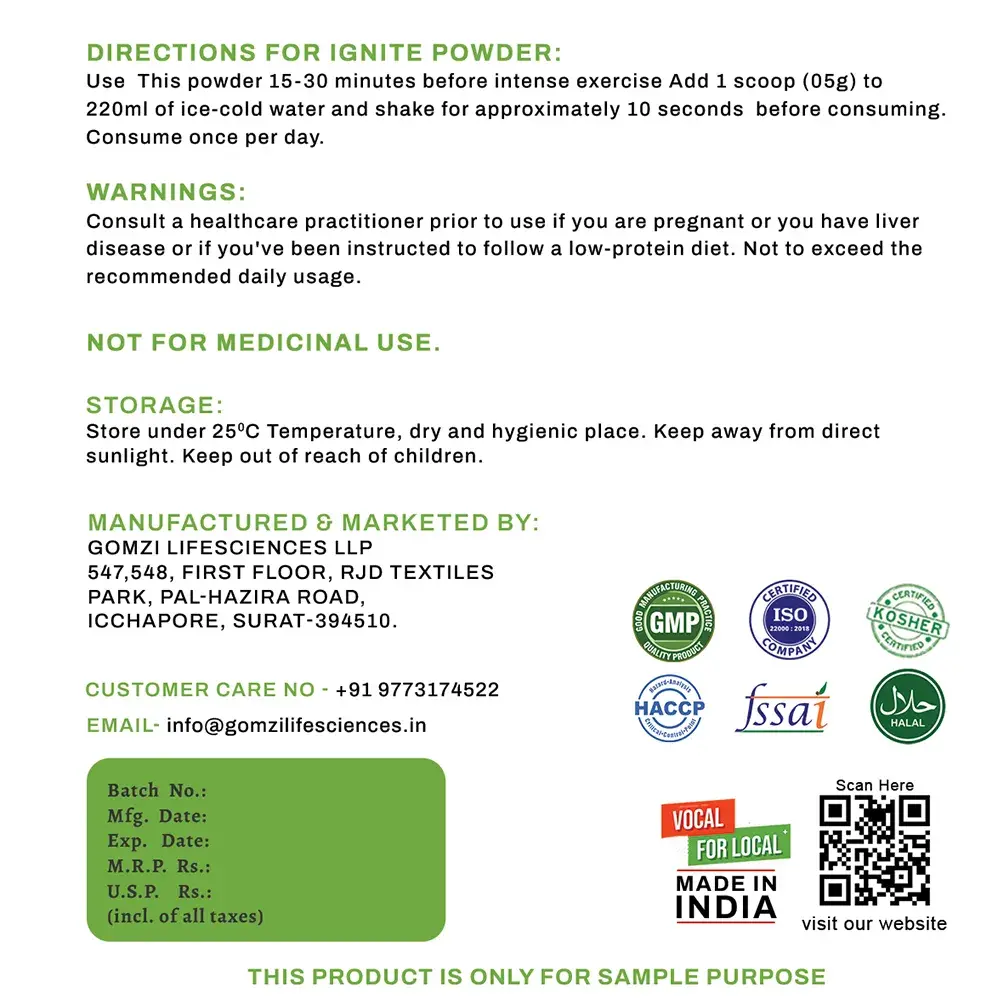 DIRECTIONS FOR IGNITE POWDER:
Use This powder 15-30 minutes before intense exercise Add 1 scoop (05g) to
220ml of ice-cold water and shake for approximately 10 seconds before consuming.
Consume once per day.
WARNINGS:
Consult a healthcare practitioner prior to use if you are pregnant or you have liver
disease or if you've been instructed to follow a low-protein diet. Not to exceed the
recommended daily usage.
NOT FOR MEDICINAL USE.
STORAGE:
Store under 25⁰C Temperature, dry and hygienic place. Keep away from direct
sunlight. Keep out of reach of children.
MANUFACTURED & MARKETED BY:
GOMZI LIFESCIENCES LLP
547,548, FIRST FLOOR, RJD TEXTILES
PARK, PAL-HAZIRA ROAD,
ICCHAPORE, SURAT-394510.
CUSTOMER CARE NO - +91 9773174522
EMAIL- info@gomzilifesciences.in
GOOD MANUFACTURING PRACTICE
GMP
QUALITY PRODUCT
CERTIFIED
ISO
22000 : 2018
COMPANY
CERTIFIED
KOSHER
CERTIFIED
Hazard-Analysis
HACCP
Critical-Control-Point
fssai
حلال
HALAL
Batch No.:
Mfg. Date:
Exp. Date:
M.R.P. Rs.:
U.S.P. Rs.:
(incl. of all taxes)
VOCAL
FOR LOCAL
MADE IN
INDIA
Scan Here
visit our website
THIS PRODUCT IS ONLY FOR SAMPLE PURPOSE